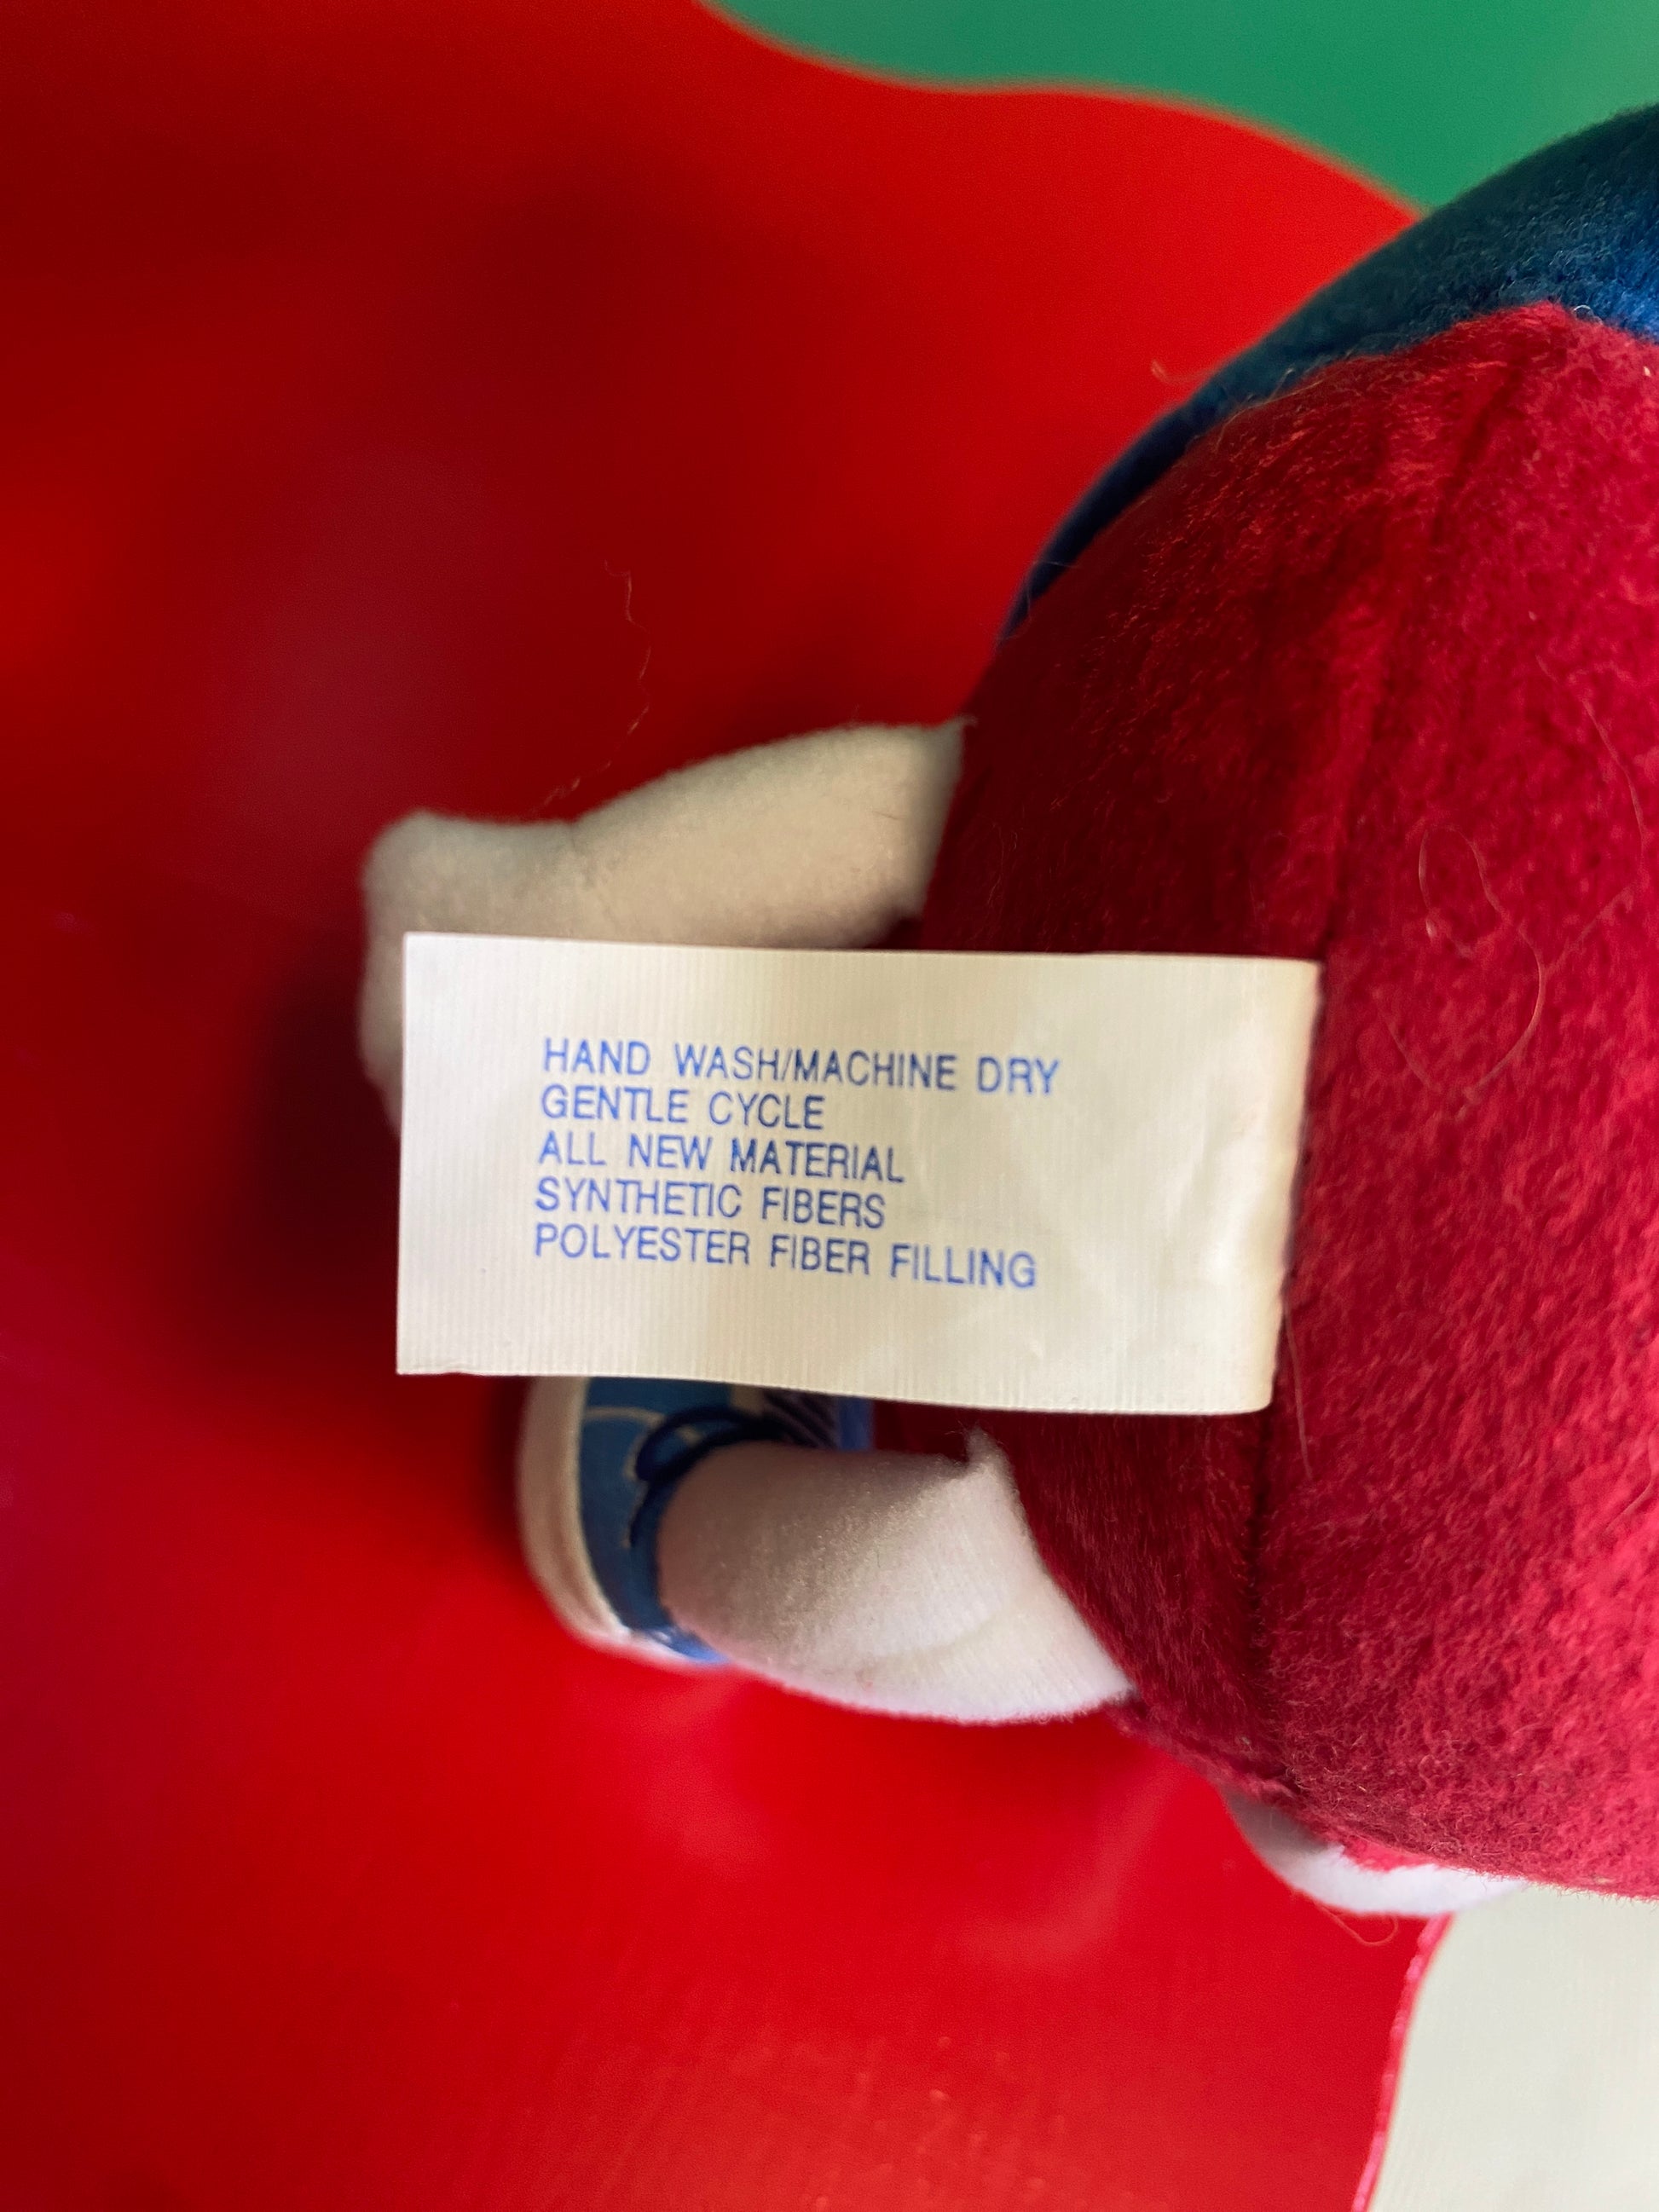 HAND WASH/MACHINE DRY
GENTLE CYCLE
ALL NEW MATERIAL
SYNTHETIC FIBERS
POLYESTER FIBER FILLING